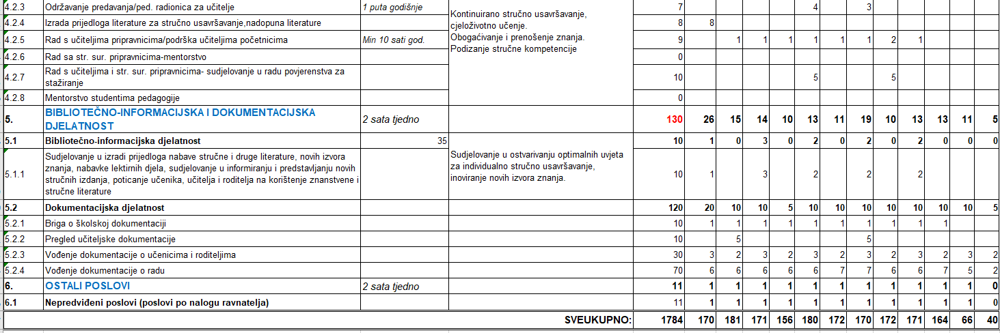 4.2.3 Održavanje predavanja/ped. radionica za učitelje 1 puta godišnje 7 4 3
Kontinuirano stručno usavršavanje,
cjeloživotno učenje.
Obogaćivanje i prenošenje znanja.
Podizanje stručne kompetencije
4.2.4 Izrada prijedloga literature za stručno usavršavanje,nadopuna literature 8 8
4.2.5 Rad s učiteljima pripravnicima/podrška učiteljima početnicima Min 10 sati god. 9 1 1 1 1 1 2 1
4.2.6 Rad sa str. sur. pripravnicima-mentorstvo 0
4.2.7 Rad s učiteljima i str. sur. pripravnicima- sudjelovanje u radu povjerenstva za
stažiranje 10 5 5
4.2.8 Mentorstvo studentima pedagogije 0
5. BIBLIOTEČNO-INFORMACIJSKA I DOKUMENTACIJSKA
DJELATNOST 2 sata tjedno 130 26 15 14 10 13 11 19 10 13 13 11 5
5.1 Bibliotečno-informacijska djelatnost 35 10 1 0 3 0 2 0 2 0 2 0 0 0
5.1.1 Sudjelovanje u izradi prijedloga nabave stručne i druge literature, novih izvora
znanja, nabavke lektirnih djela, sudjelovanje u informiranju i predstavljanju novih
stručnih izdanja, poticanje učenika, učitelja i roditelja na korištenje znanstvene i
stručne literature
Sudjelovanje u ostvarivanju optimalnih uvjeta
za individualno stručno usavršavanje,
inoviranje novih izvora znanja.
10 1 3 2 2 2
5.2 Dokumentacijska djelatnost 120 20 10 10 5 10 10 10 10 10 10 10 5
5.2.1 Briga o školskoj dokumentaciji 10 1 1 1 1 1 1 1 1 1 1
5.2.2 Pregled učiteljske dokumentacije 10 5 5
5.2.3 Vođenje dokumentacije o učenicima i roditeljima 30 3 2 3 2 3 2 3 2 3 2 3 2
5.2.4 Vođenje dokumentacije o radu 70 6 6 6 6 6 7 7 6 6 7 5 2
6. OSTALI POSLOVI 2 sata tjedno 11 1 1 1 1 1 1 1 1 1 1 1 0
6.1 Nepredviđeni poslovi (poslovi po nalogu ravnatelja) 11 1 1 1 1 1 1 1 1 1 1 1 0
SVEUKUPNO: 1784 170 181 171 156 180 172 170 172 171 164 66 40